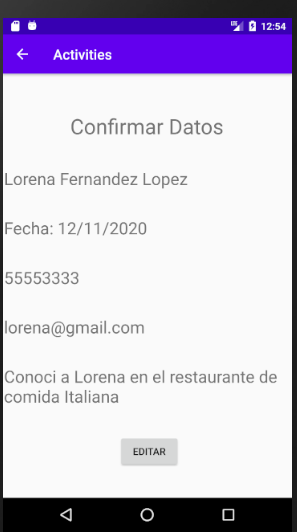 12:54
Activities
Confirmar Datos
Lorena Fernandez Lopez
Fecha: 12/11/2020
55553333
lorena@gmail.com
Conoci a Lorena en el restaurante de
comida Italiana
EDITAR